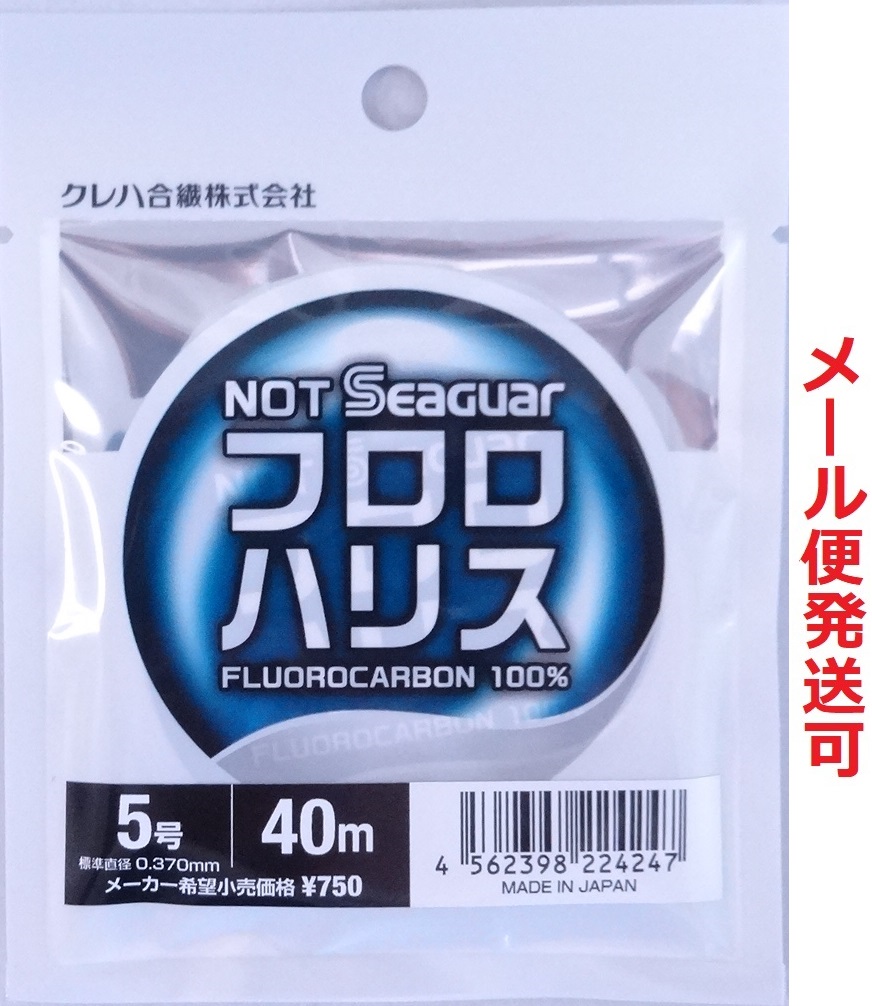 クレハ合繊株式会社
NOT Seaguar
フロロ
ハリス
FLUOROCARBON 100%
FLUOROCARBON 10
5号
40m
標準直径 0.370mm
メーカー希望小売価格 ¥750
4 562398 224247
MADE IN JAPAN
メール便発送可